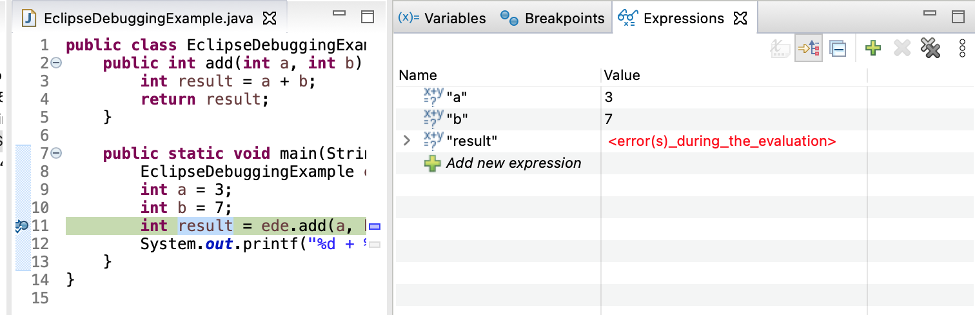 EclipseDebuggingExample.java
1 public class EclipseDebuggingExam
2 public int add(int a, int b)
3 int result = a + b;
4 return result;
5 }
6
7 public static void main(Strin
8 EclipseDebuggingExample
9 int a = 3;
10 int b = 7;
11 int result = ede.add(a,
12 System.out.printf("%d +
13 }
14 }
15
(x)= Variables
Breakpoints
Expressions
Name Value
x+y=? "a" 3
x+y=? "b" 7
x+y=? "result" <error(s)_during_the_evaluation>
Add new expression